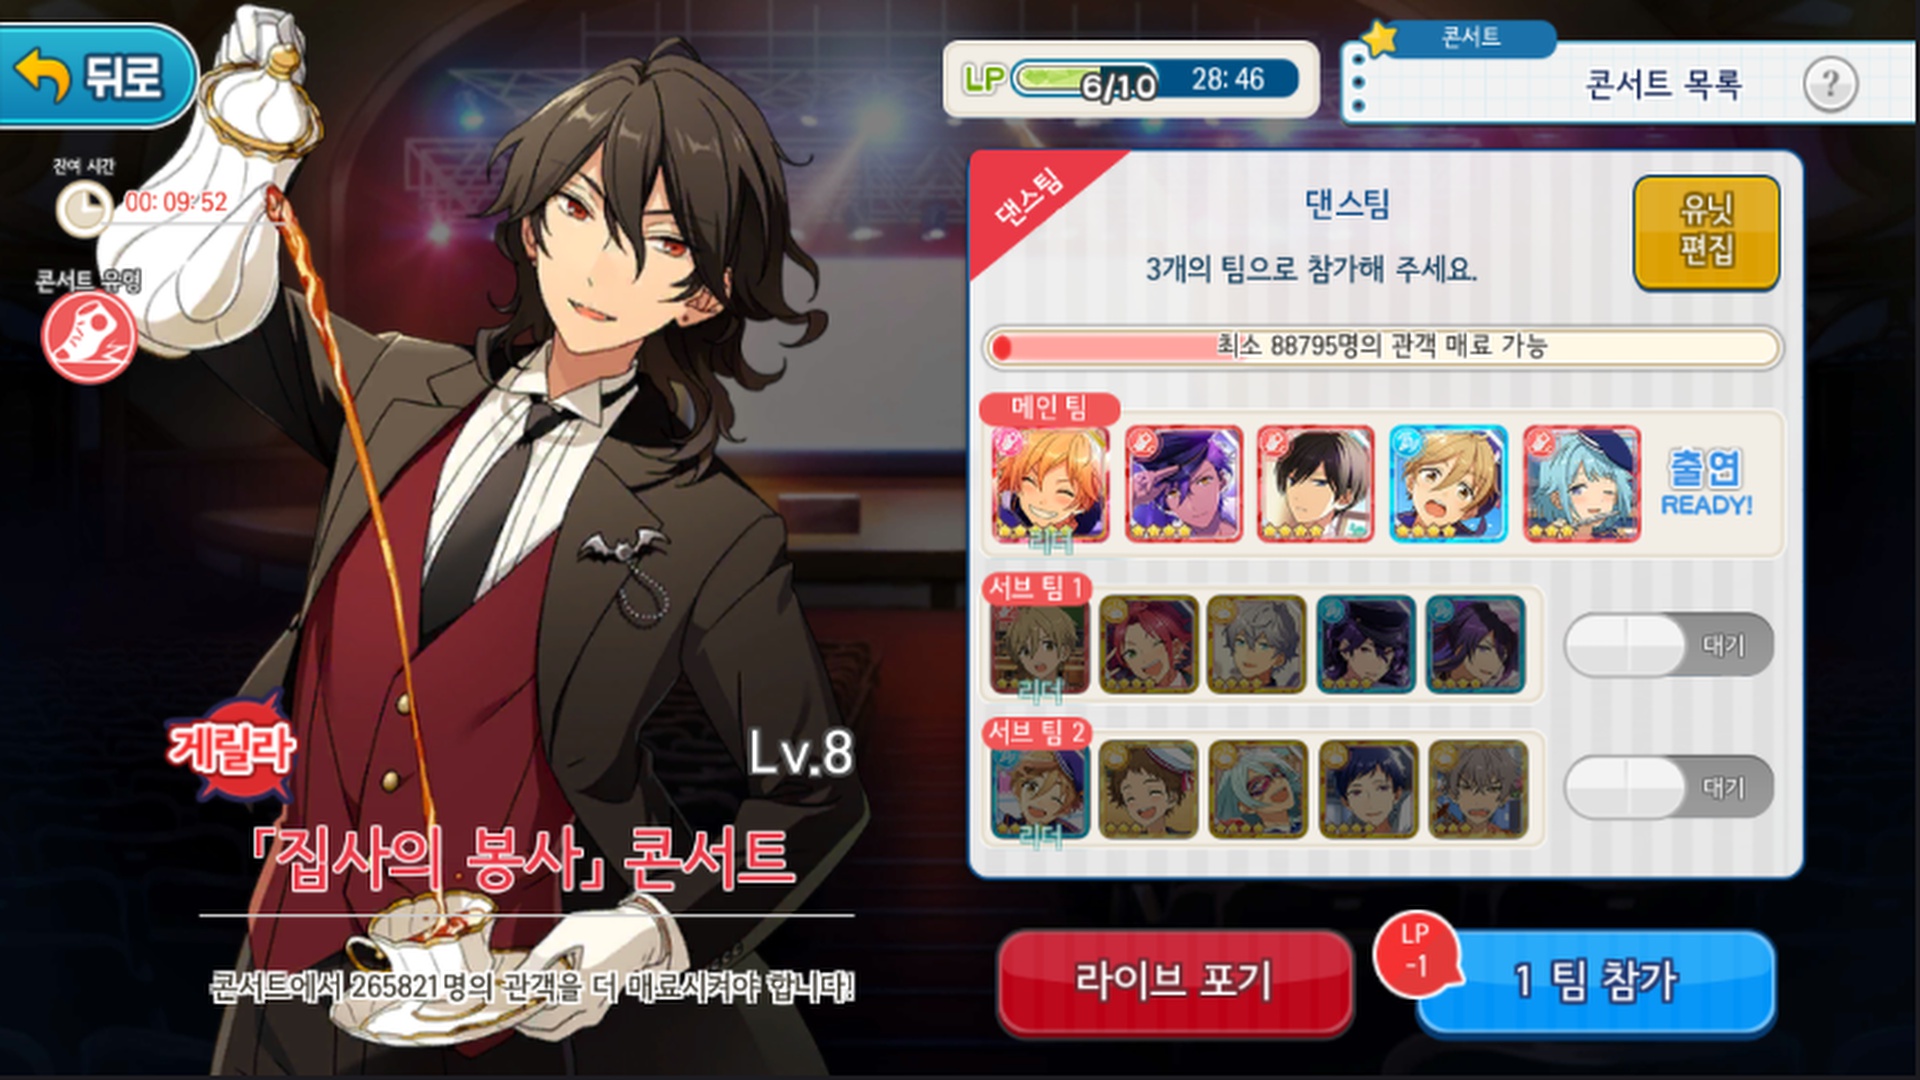 뒤로
LP 6/10 28:46
콘서트
콘서트 목록 ?
잔여 시간
00:09:52
콘서트 유형
댄스팀
댄스팀
3개의 팀으로 참가해 주세요.
유닛
편집
최소 88795명의 관객 매료 가능
메인 팀
리더
출연
READY!
서브 팀 1
리더
대기
서브 팀 2
리더
대기
게릴라
Lv.8
「집사의 봉사」 콘서트
콘서트에서 265821명의 관객을 더 매료시켜야 합니다!
라이브 포기
LP
-1
1 팀 참가